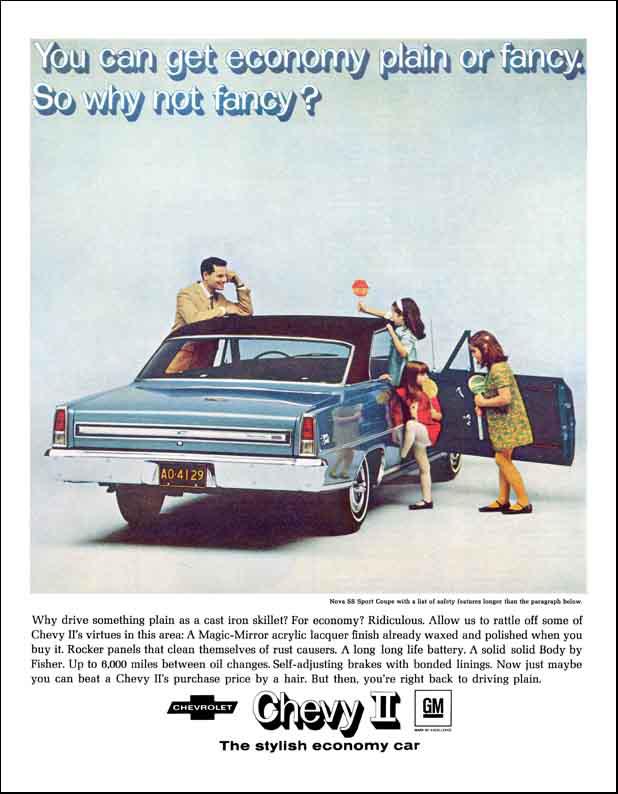 You can get economy plain or fancy.
So why not fancy?
AO·4129
Nova SS Sport Coupe with a list of safety features longer than the paragraph below.
Why drive something plain as a cast iron skillet? For economy? Ridiculous. Allow us to rattle off some of
Chevy II's virtues in this area: A Magic-Mirror acrylic lacquer finish already waxed and polished when you
buy it. Rocker panels that clean themselves of rust causers. A long long life battery. A solid solid Body by
Fisher. Up to 6,000 miles between oil changes. Self-adjusting brakes with bonded linings. Now just maybe
you can beat a Chevy II's purchase price by a hair. But then, you're right back to driving plain.
CHEVROLET
Chevy II
GM
MARK OF EXCELLENCE
The stylish economy car